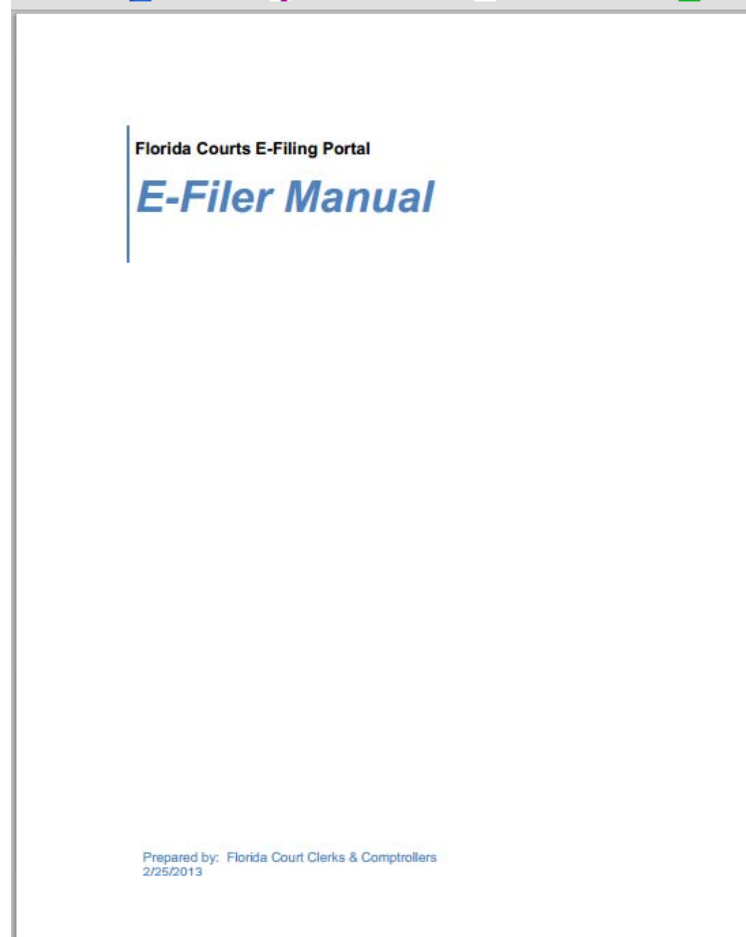 Florida Courts E-Filing Portal
E-Filer Manual
Prepared by: Florida Court Clerks & Comptrollers
2/25/2013